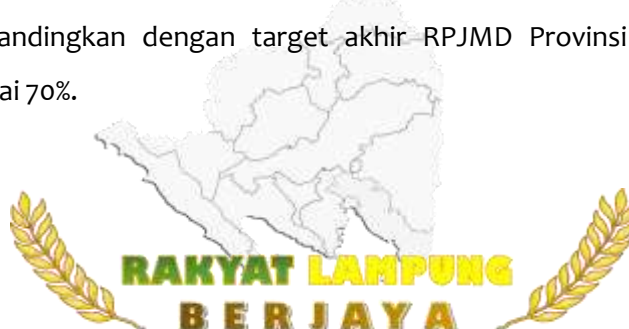 andingkan dengan target akhir RPJMD Provinsi
ai 70%.
RAKYAT LAMPUNG
BERJAYA